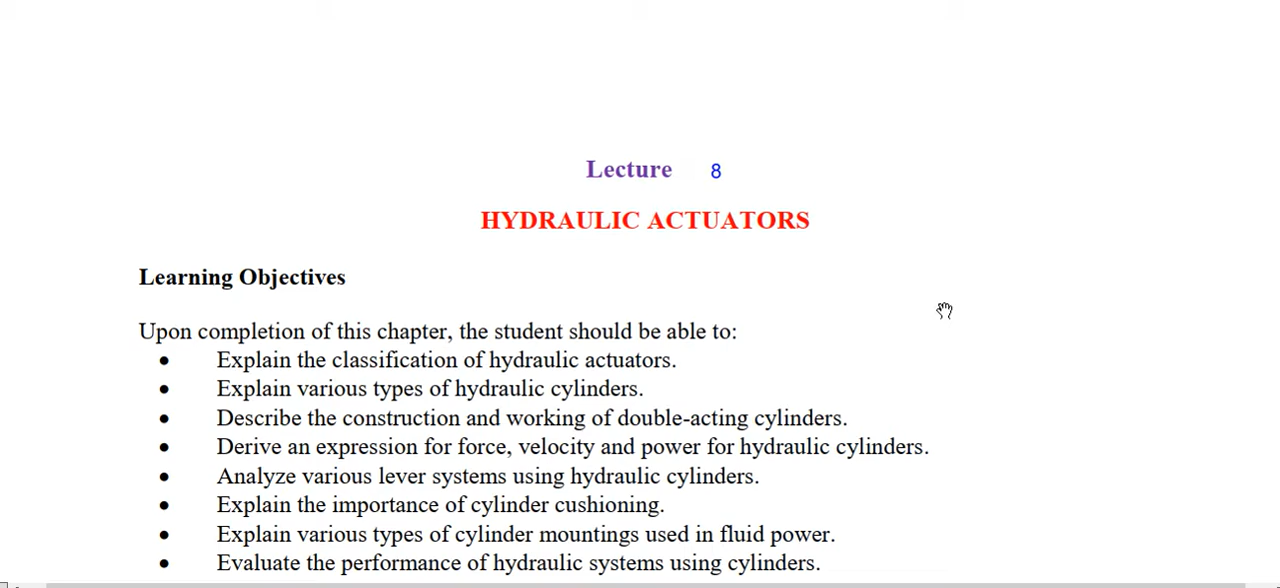 Lecture 8
HYDRAULIC ACTUATORS
Learning Objectives
Upon completion of this chapter, the student should be able to:
• Explain the classification of hydraulic actuators.
• Explain various types of hydraulic cylinders.
• Describe the construction and working of double-acting cylinders.
• Derive an expression for force, velocity and power for hydraulic cylinders.
• Analyze various lever systems using hydraulic cylinders.
• Explain the importance of cylinder cushioning.
• Explain various types of cylinder mountings used in fluid power.
• Evaluate the performance of hydraulic systems using cylinders.